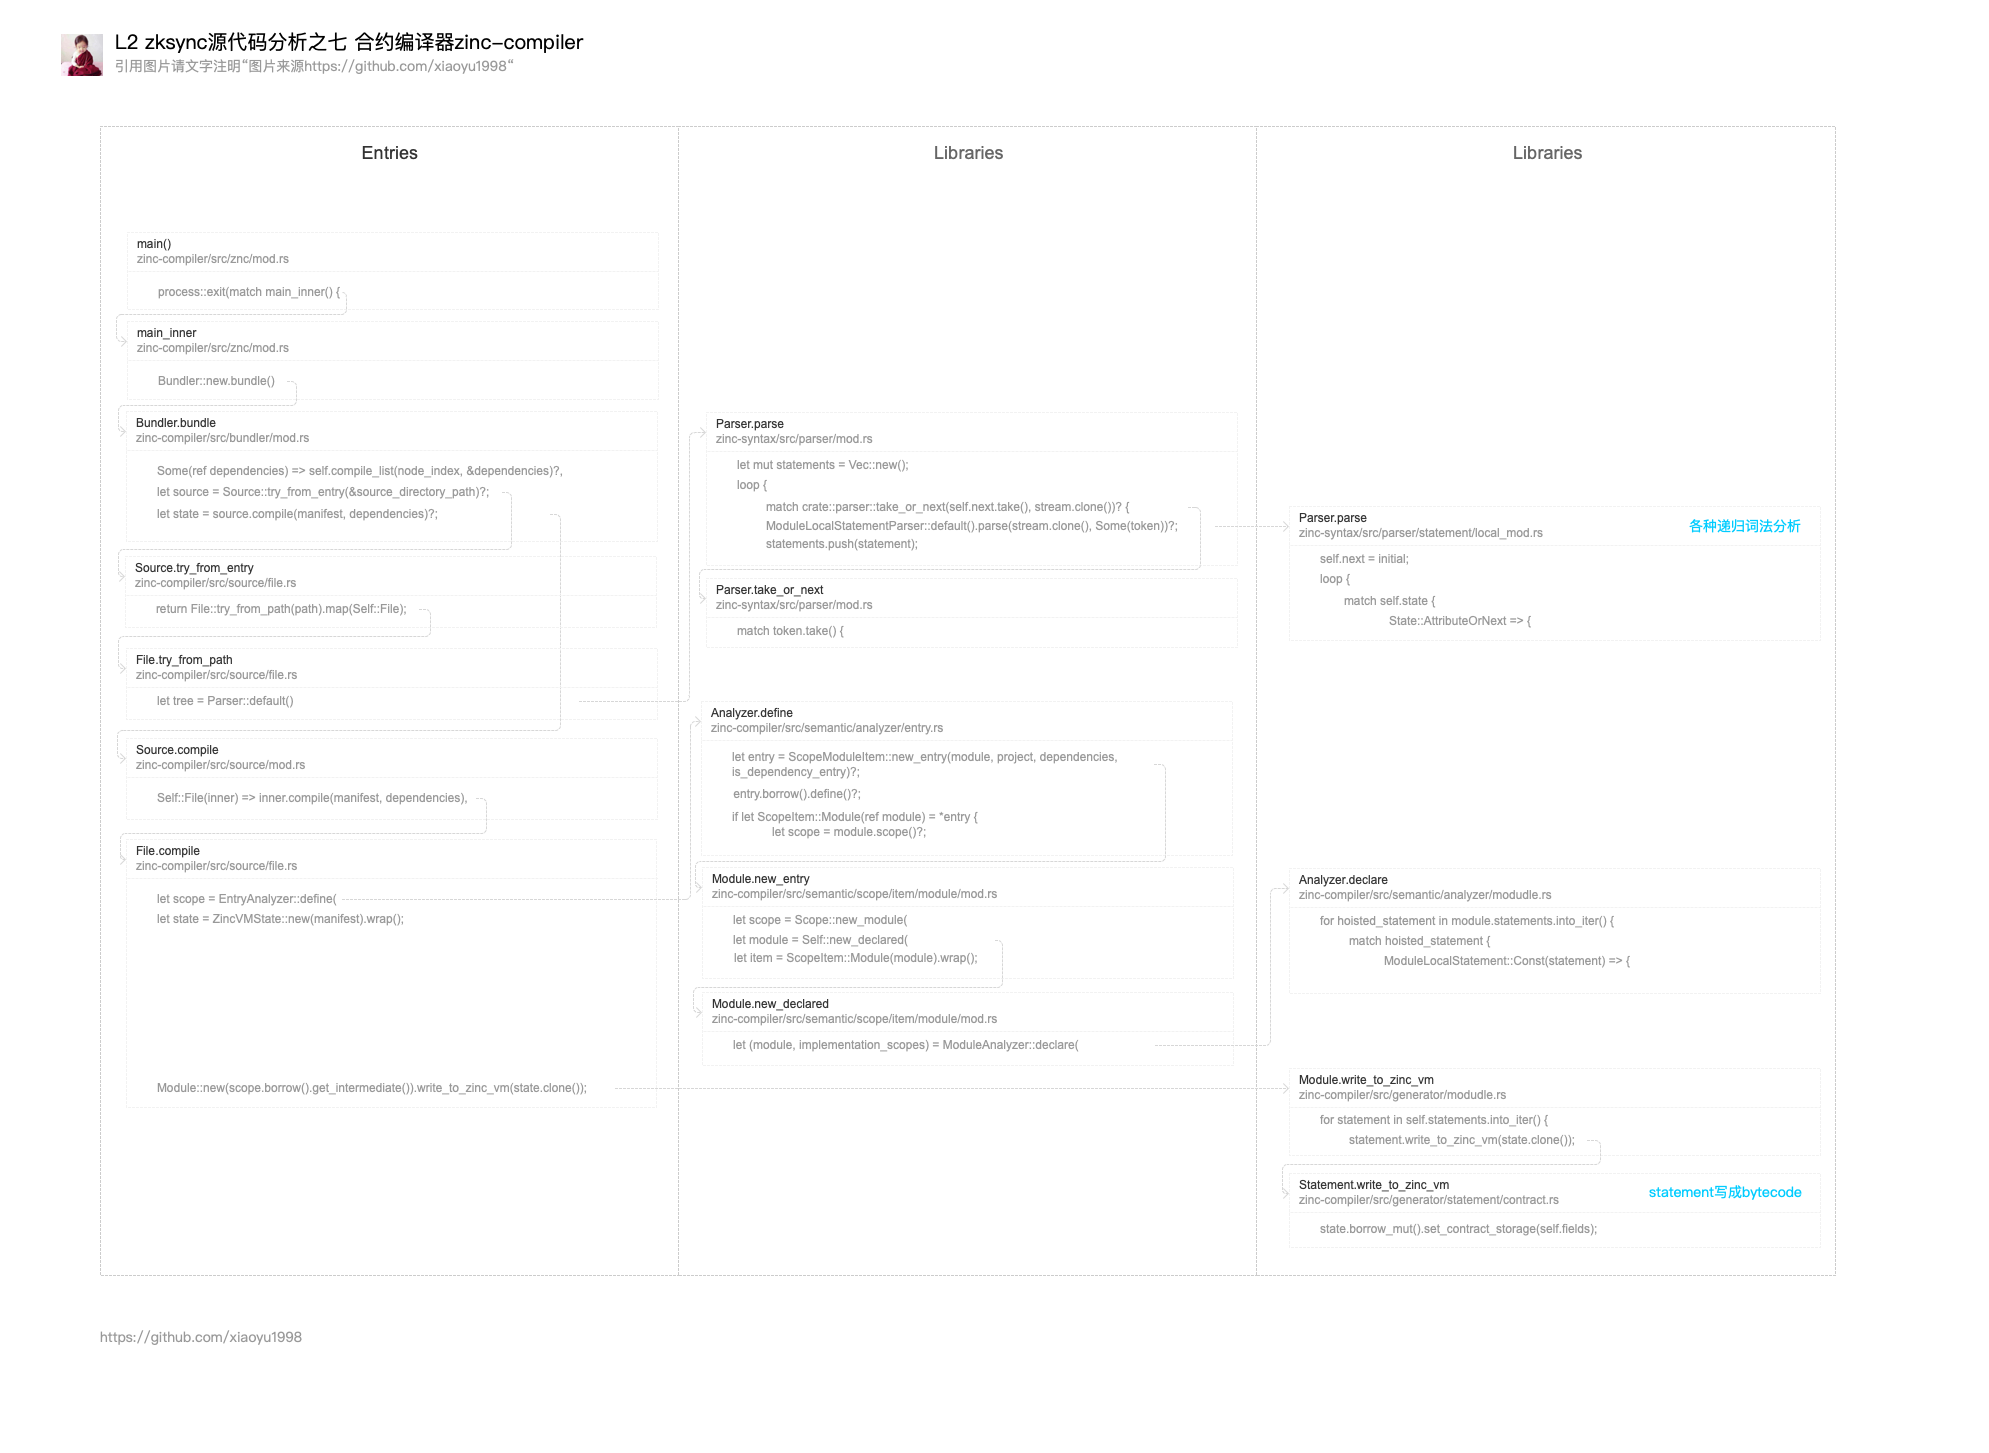 L2 zksync源代码分析之七 合约编译器zinc-compiler
引用图片请文字注明“图片来源https://github.com/xiaoyu1998“
Entries
main()
zinc-compiler/src/znc/mod.rs
process::exit(match main_inner() {
main_inner
zinc-compiler/src/znc/mod.rs
Bundler::new.bundle()
Bundler.bundle
zinc-compiler/src/bundler/mod.rs
Some(ref dependencies) => self.compile_list(node_index, &dependencies)?,
let source = Source::try_from_entry(&source_directory_path)?;
let state = source.compile(manifest, dependencies)?;
Source.try_from_entry
zinc-compiler/src/source/file.rs
return File::try_from_path(path).map(Self::File);
File.try_from_path
zinc-compiler/src/source/file.rs
let tree = Parser::default()
Source.compile
zinc-compiler/src/source/mod.rs
Self::File(inner) => inner.compile(manifest, dependencies),
File.compile
zinc-compiler/src/source/file.rs
let scope = EntryAnalyzer::define(
let state = ZincVMState::new(manifest).wrap();
Module::new(scope.borrow().get_intermediate()).write_to_zinc_vm(state.clone());
Libraries
Parser.parse
zinc-syntax/src/parser/mod.rs
let mut statements = Vec::new();
loop {
match crate::parser::take_or_next(self.next.take(), stream.clone())? {
ModuleLocalStatementParser::default().parse(stream.clone(), Some(token))?;
statements.push(statement);
Parser.take_or_next
zinc-syntax/src/parser/mod.rs
match token.take() {
Analyzer.define
zinc-compiler/src/semantic/analyzer/entry.rs
let entry = ScopeModuleItem::new_entry(module, project, dependencies,
is_dependency_entry)?;
entry.borrow().define()?;
if let ScopeItem::Module(ref module) = *entry {
let scope = module.scope()?;
Module.new_entry
zinc-compiler/src/semantic/scope/item/module/mod.rs
let scope = Scope::new_module(
let module = Self::new_declared(
let item = ScopeItem::Module(module).wrap();
Module.new_declared
zinc-compiler/src/semantic/scope/item/module/mod.rs
let (module, implementation_scopes) = ModuleAnalyzer::declare(
Libraries
Parser.parse
各种递归词法分析
zinc-syntax/src/parser/statement/local_mod.rs
self.next = initial;
loop {
match self.state {
State::AttributeOrNext => {
Analyzer.declare
zinc-compiler/src/semantic/analyzer/modudle.rs
for hoisted_statement in module.statements.into_iter() {
match hoisted_statement {
ModuleLocalStatement::Const(statement) => {
Module.write_to_zinc_vm
zinc-compiler/src/generator/modudle.rs
for statement in self.statements.into_iter() {
statement.write_to_zinc_vm(state.clone());
Statement.write_to_zinc_vm
statement写成bytecode
zinc-compiler/src/generator/statement/contract.rs
state.borrow_mut().set_contract_storage(self.fields);
https://github.com/xiaoyu1998